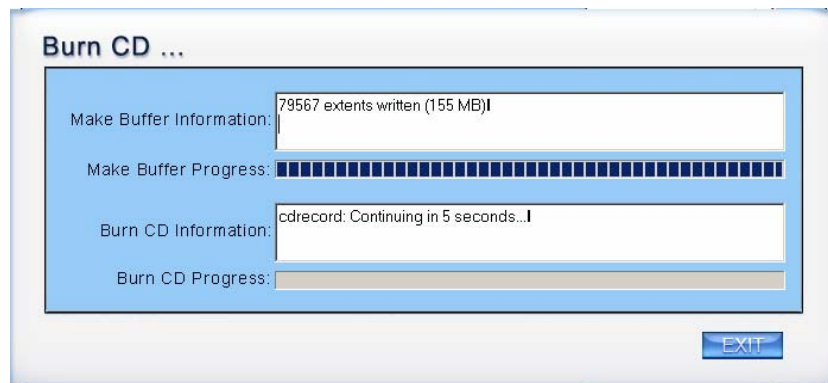 Burn CD ...
Make Buffer Information:
79567 extents written (155 MB)l
Make Buffer Progress:
Burn CD Information:
cdrecord: Continuing in 5 seconds...l
Burn CD Progress:
EXIT